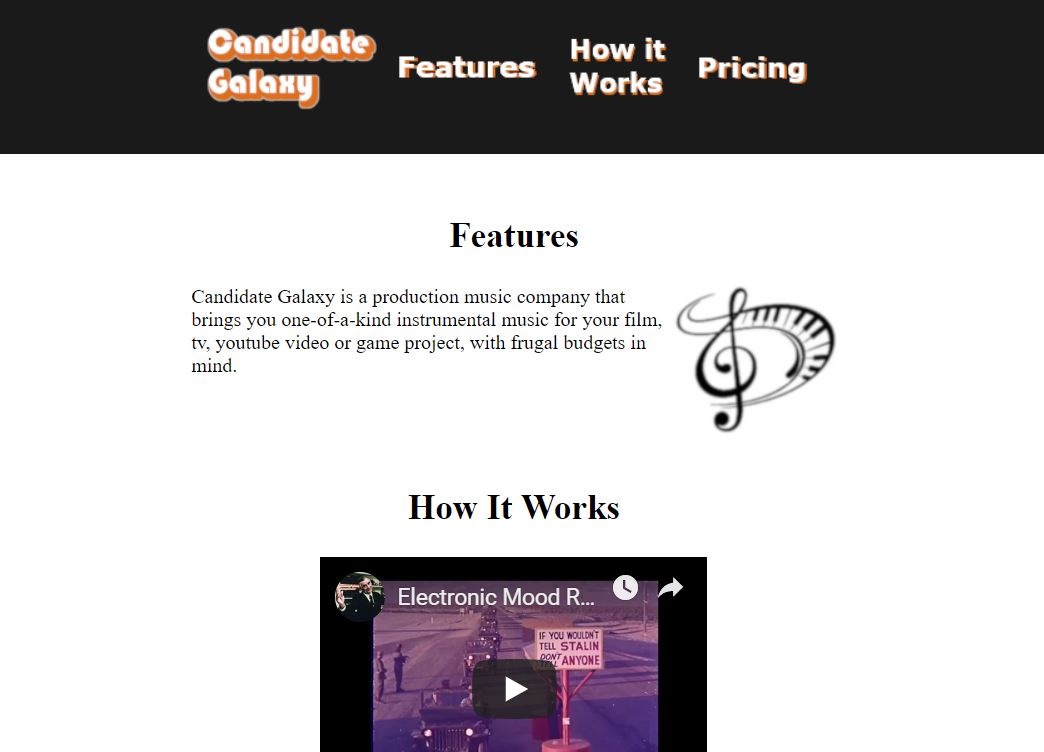 Candidate
Galaxy
Features
How it
Works
Pricing
Features
Candidate Galaxy is a production music company that
brings you one-of-a-kind instrumental music for your film,
tv, youtube video or game project, with frugal budgets in
mind.
How It Works
Electronic Mood R...
IF YOU WOULDN'T
TELL STALIN
DON'T
TELL ANYONE